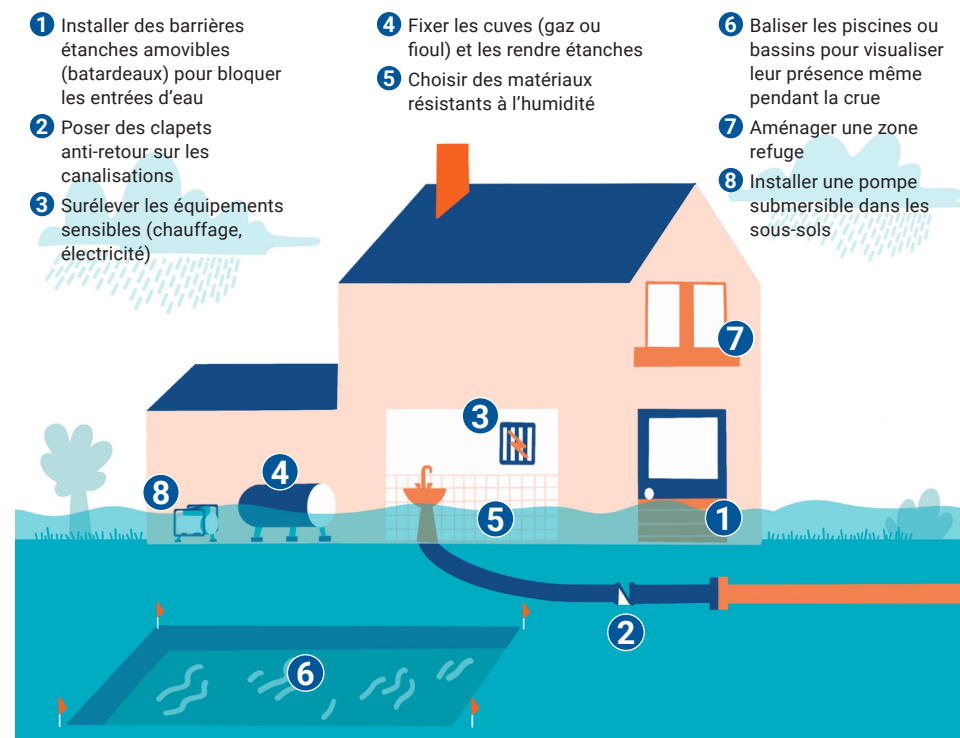 1 Installer des barrières
étanches amovibles
(batardeaux) pour bloquer
les entrées d'eau
2 Poser des clapets
anti-retour sur les
canalisations
3 Surélever les équipements
sensibles (chauffage,
électricité)
4 Fixer les cuves (gaz ou
fioul) et les rendre étanches
5 Choisir des matériaux
résistants à l'humidité
6 Baliser les piscines ou
bassins pour visualiser
leur présence même
pendant la crue
7 Aménager une zone
refuge
8 Installer une pompe
submersible dans les
sous-sols
7
3
4
8
5
1
2
6